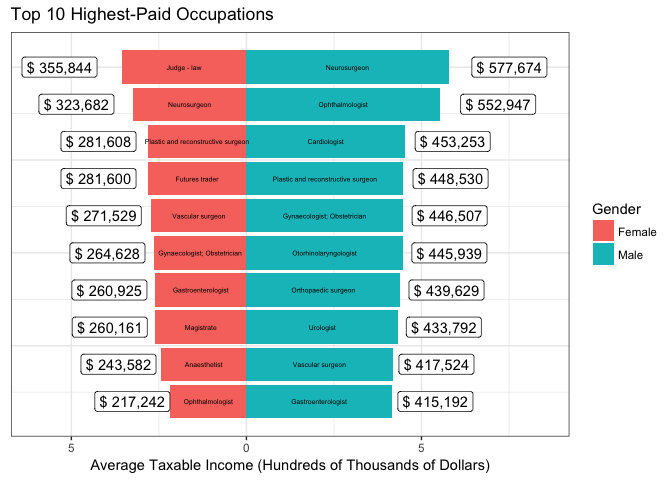 Top 10 Highest-Paid Occupations
$ 355,844 Judge - law Neurosurgeon $ 577,674
$ 323,682 Neurosurgeon Ophthalmologist $ 552,947
$ 281,608 Plastic and reconstructive surgeon Cardiologist $ 453,253
$ 281,600 Futures trader Plastic and reconstructive surgeon $ 448,530
$ 271,529 Vascular surgeon Gynaecologist; Obstetrician $ 446,507
$ 264,628 Gynaecologist; Obstetrician Otorhinolaryngologist $ 445,939
$ 260,925 Gastroenterologist Orthopaedic surgeon $ 439,629
$ 260,161 Magistrate Urologist $ 433,792
$ 243,582 Anaesthetist Vascular surgeon $ 417,524
$ 217,242 Ophthalmologist Gastroenterologist $ 415,192
5 0 5
Average Taxable Income (Hundreds of Thousands of Dollars)
Gender
Female
Male